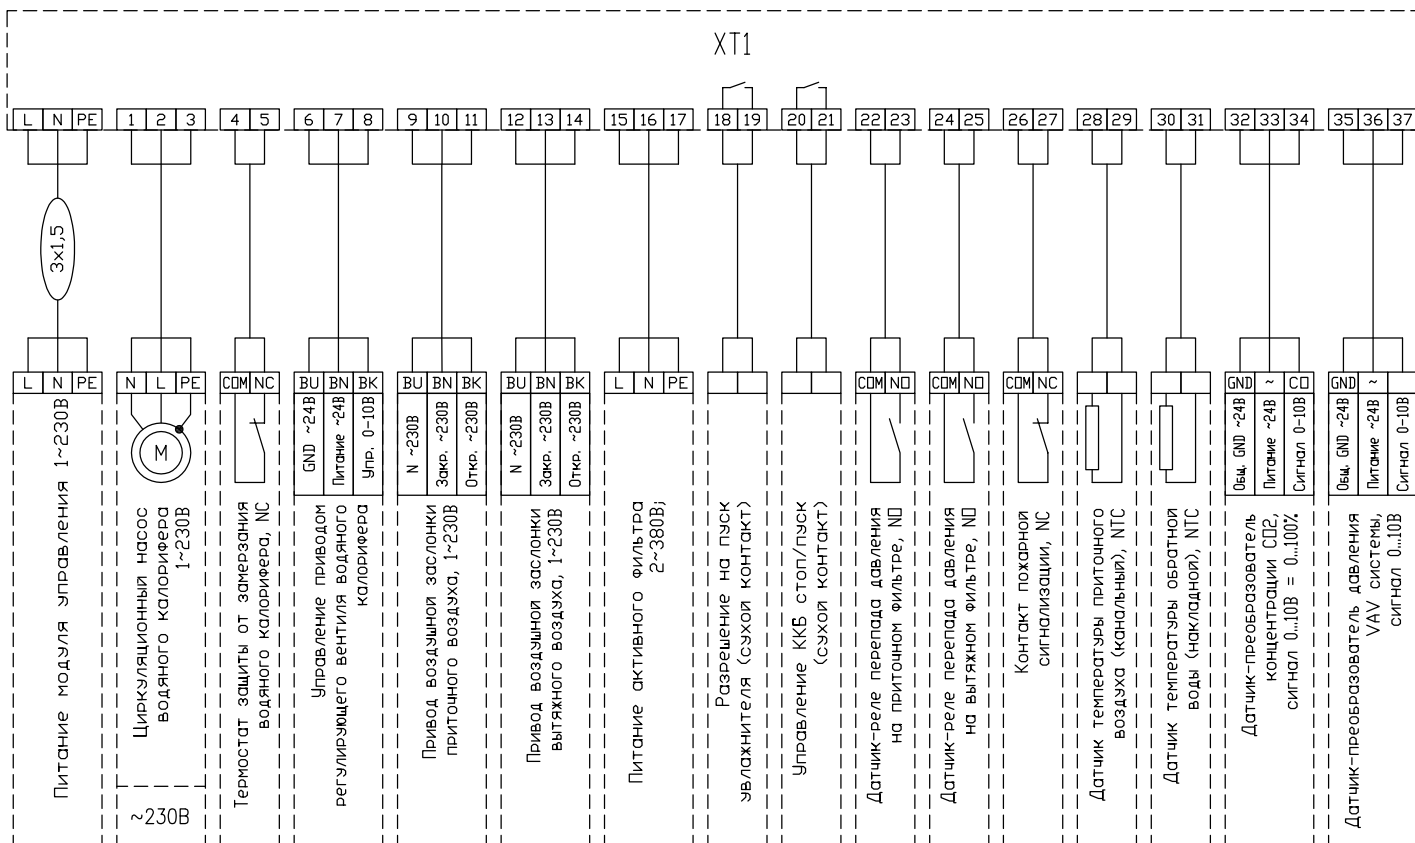 XT1
L N PE 1 2 3 4 5 6 7 8 9 10 11 12 13 14 15 16 17 18 19 20 21 22 23 24 25 26 27 28 29 30 31 32 33 34 35 36 37
3x1,5
L N PE N L PE COM NC BU BN BK BU BN BK BU BN BK L N PE COM NO COM NO COM NC GND ~ CO GND ~
Питание модуля управления 1~230В
M
Циркуляционный насос
водяного калорифера
1~230В
~230В
Термостат защиты от замерзания
водяного калорифера, NC
GND ~24В
Питание ~24В
Упр. 0-10В
Управление приводом
регулирующего вентиля водяного
калорифера
N ~230В
Закр. ~230В
Откр. ~230В
Привод воздушной заслонки
приточного воздуха, 1~230В
N ~230В
Закр. ~230В
Откр. ~230В
Привод воздушной заслонки
вытяжного воздуха, 1~230В
Питание активного фильтра
2~380В;
Разрешение на пуск
увлажнителя (сухой контакт)
Управление ККБ стоп/пуск
(сухой контакт)
Датчик-реле перепада давления
на приточном фильтре, NO
Датчик-реле перепада давления
на вытяжном фильтре, NO
Контакт пожарной
сигнализации, NC
Датчик температуры приточного
воздуха (канальный), NTC
Датчик температуры обратной
воды (накладной), NTC
Общ. GND ~24В
Питание ~24В
Сигнал 0-10В
Датчик-преобразователь
концентрации CO2,
сигнал 0...10В = 0...100%
Общ. GND ~24В
Питание ~24В
Сигнал 0-10В
Датчик-преобразователь давления
VAV системы,
сигнал 0...10В